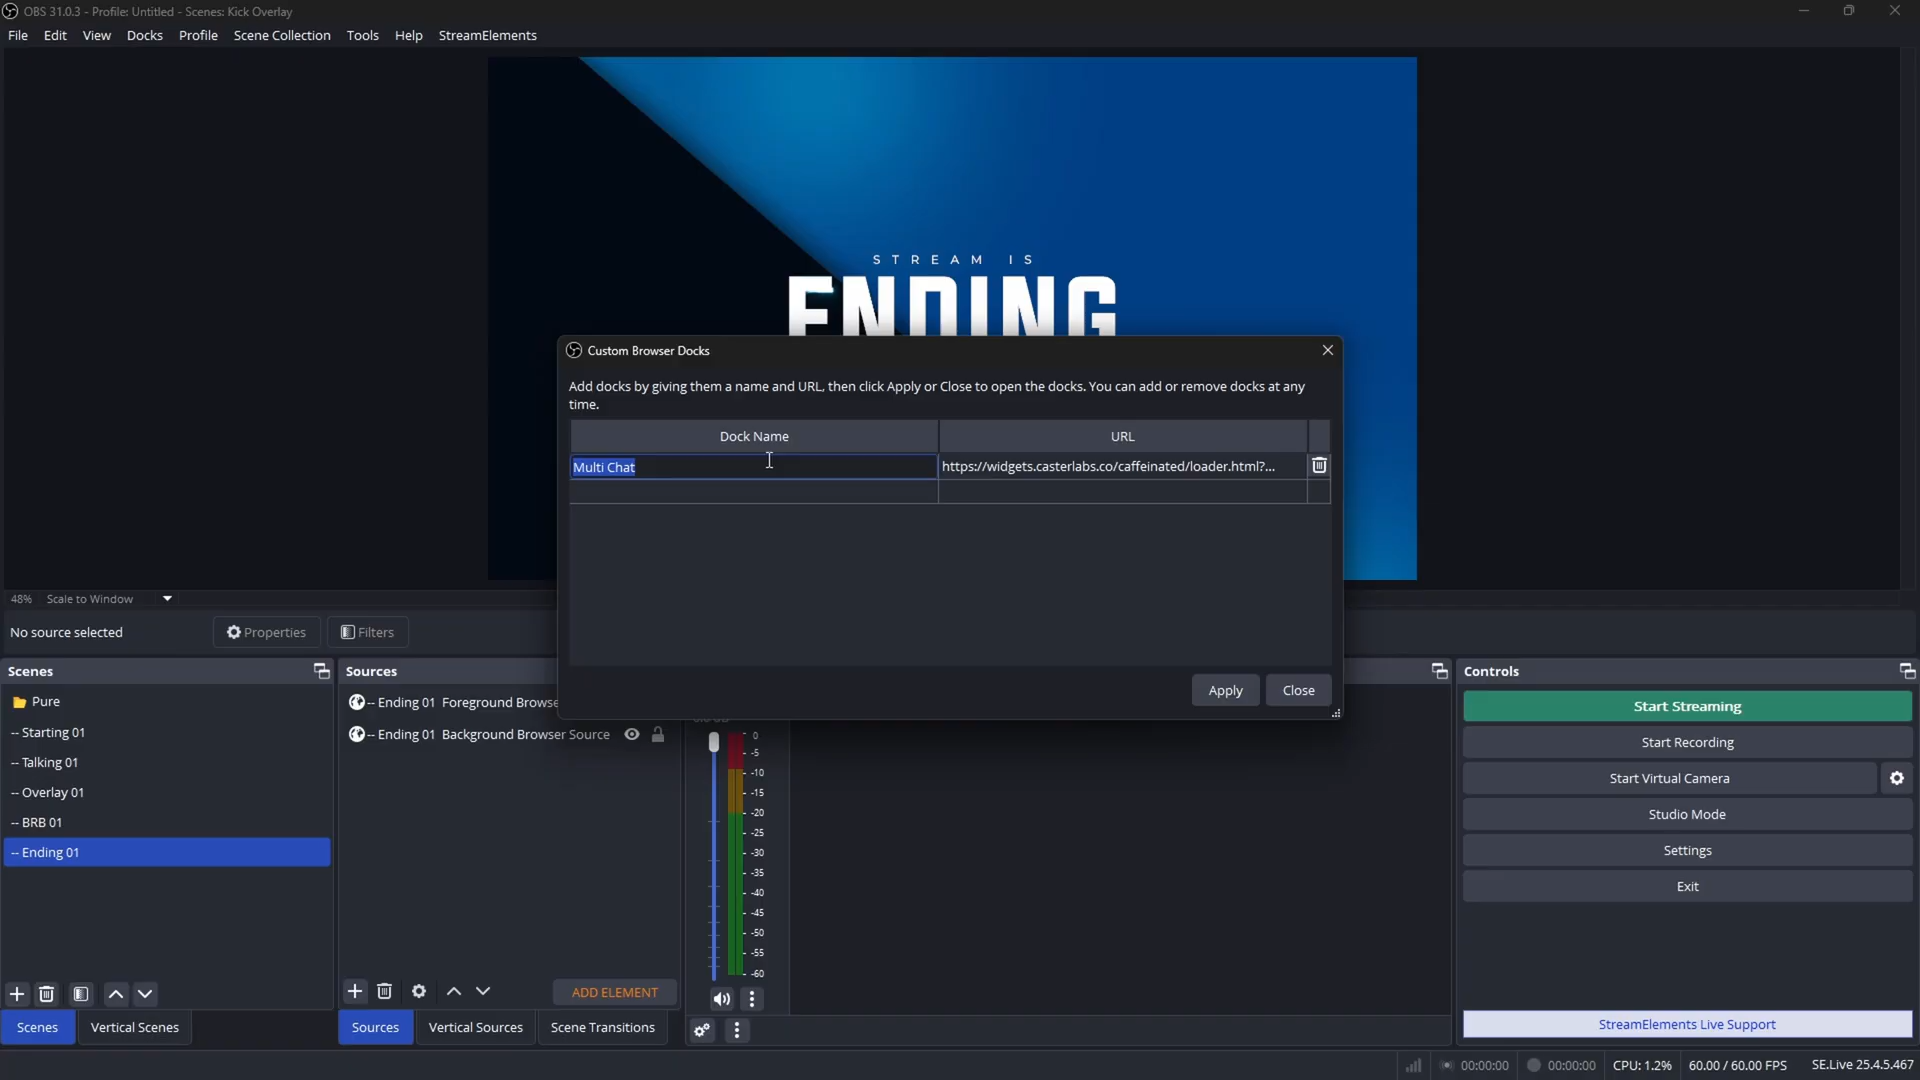 OBS 31.0.3 - Profile: Untitled - Scenes: Kick Overlay
File Edit View Docks Profile Scene Collection Tools Help StreamElements
STREAM IS
ENDING
Custom Browser Docks
Add docks by giving them a name and URL, then click Apply or Close to open the docks. You can add or remove docks at any
time.
Dock Name URL
Multi Chat https://widgets.casterlabs.co/caffeinated/loader.html?...
Apply Close
48% Scale to Window
No source selected Properties Filters
Scenes
Pure
-- Starting 01
-- Talking 01
-- Overlay 01
-- BRB 01
-- Ending 01
Scenes Vertical Scenes
Sources
-- Ending 01 Foreground Browse
-- Ending 01 Background Browser Source
ADD ELEMENT
Sources Vertical Sources Scene Transitions
0
-5
-10
-15
-20
-25
-30
-35
-40
-45
-50
-55
-60
Controls
Start Streaming
Start Recording
Start Virtual Camera
Studio Mode
Settings
Exit
StreamElements Live Support
00:00:00 00:00:00 CPU: 1.2% 60.00 / 60.00 FPS SE.Live 25.4.5.467